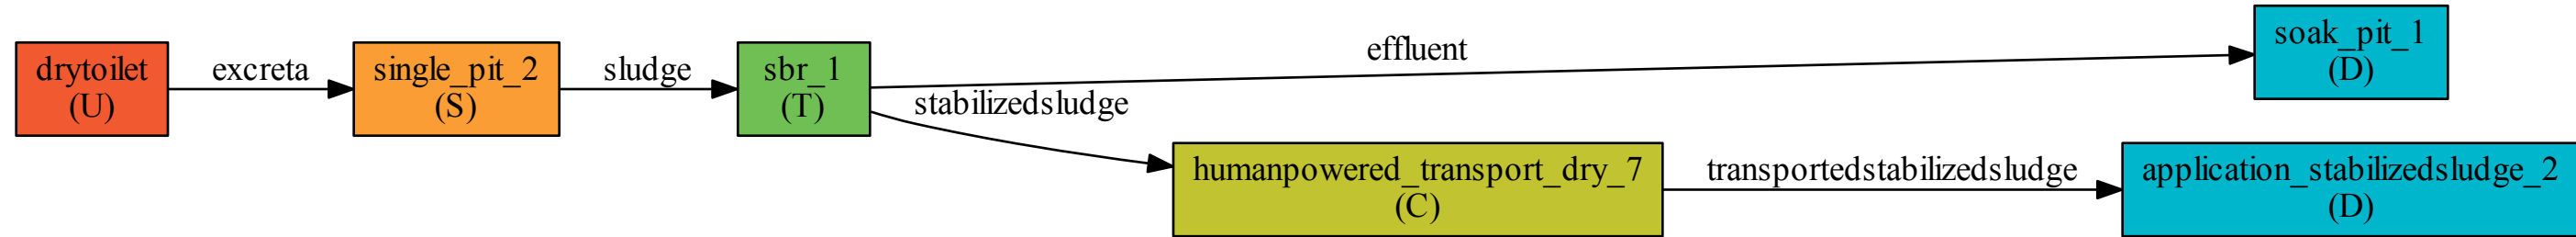 drytoilet
(U)
excreta
single_pit_2
(S)
sludge
sbr_1
(T)
effluent
stabilizedsludge
soak_pit_1
(D)
humanpowered_transport_dry_7
(C)
transportedstabilizedsludge
application_stabilizedsludge_2
(D)